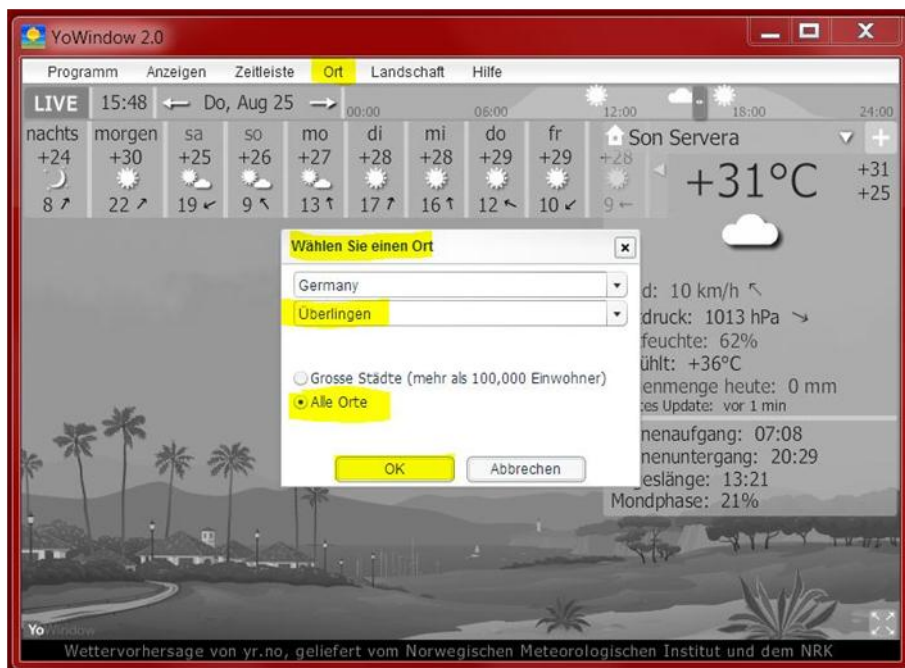 YoWindow 2.0
Programm Anzeigen Zeitleiste Ort Landschaft Hilfe
LIVE 15:48 Do, Aug 25
00:00 06:00 12:00 18:00 24:00
nachts morgen sa so mo di mi do fr
+24 +30 +25 +26 +27 +28 +28 +29 +29 +28
8 22 19 9 13 17 16 12 10 9
Son Servera
+31°C
+31
+25
Wählen Sie einen Ort
Germany
Überlingen
Grosse Städte (mehr als 100,000 Einwohner)
Alle Orte
OK Abbrechen
d: 10 km/h
druck: 1013 hPa
feuchte: 62%
ühlt: +36°C
enmenge heute: 0 mm
tes Update: vor 1 min
nenaufgang: 07:08
nenuntergang: 20:29
geslänge: 13:21
Mondphase: 21%
YoWindow
Wettervorhersage von yr.no, geliefert vom Norwegischen Meteorologischen Institut und dem NRK